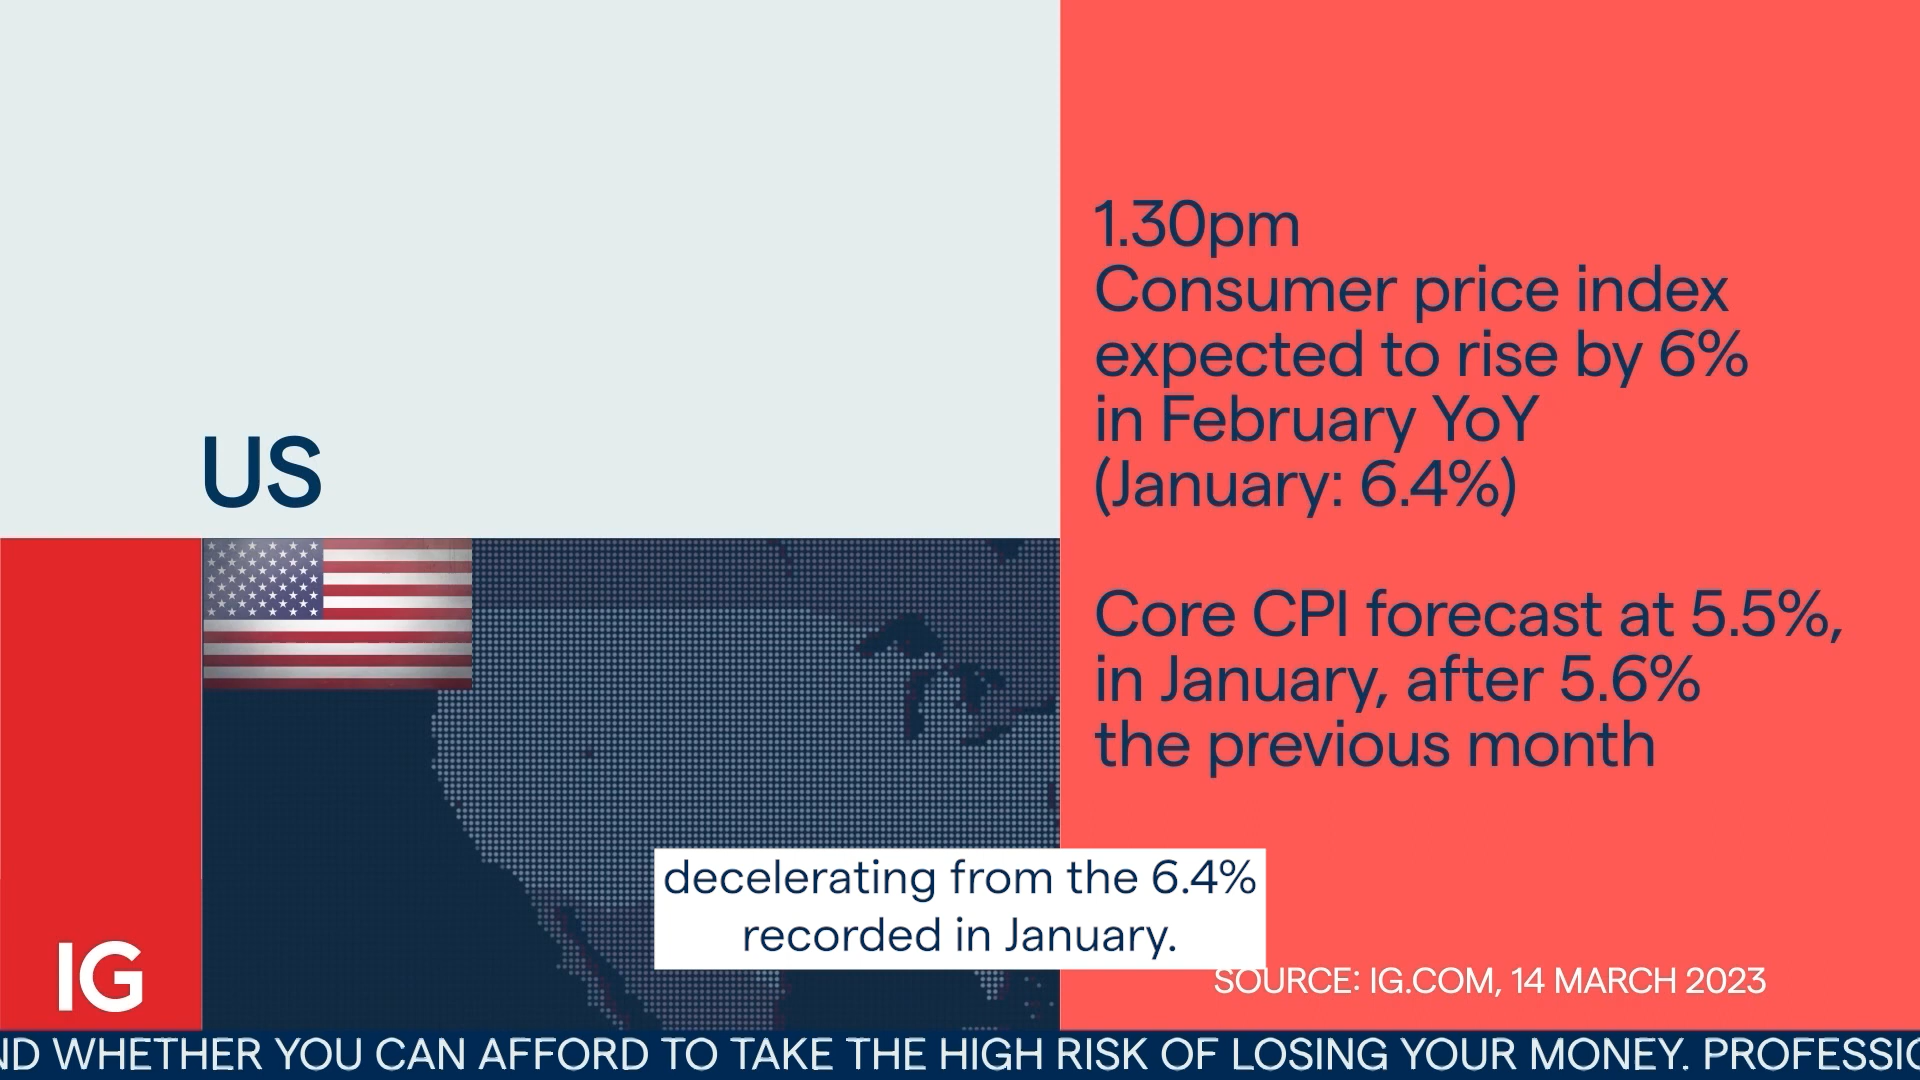 US
1.30pm
Consumer price index
expected to rise by 6%
in February YoY
(January: 6.4%)
Core CPI forecast at 5.5%,
in January, after 5.6%
the previous month
decelerating from the 6.4%
recorded in January.
IG
SOURCE: IG.COM, 14 MARCH 2023
ND WHETHER YOU CAN AFFORD TO TAKE THE HIGH RISK OF LOSING YOUR MONEY. PROFESSIO